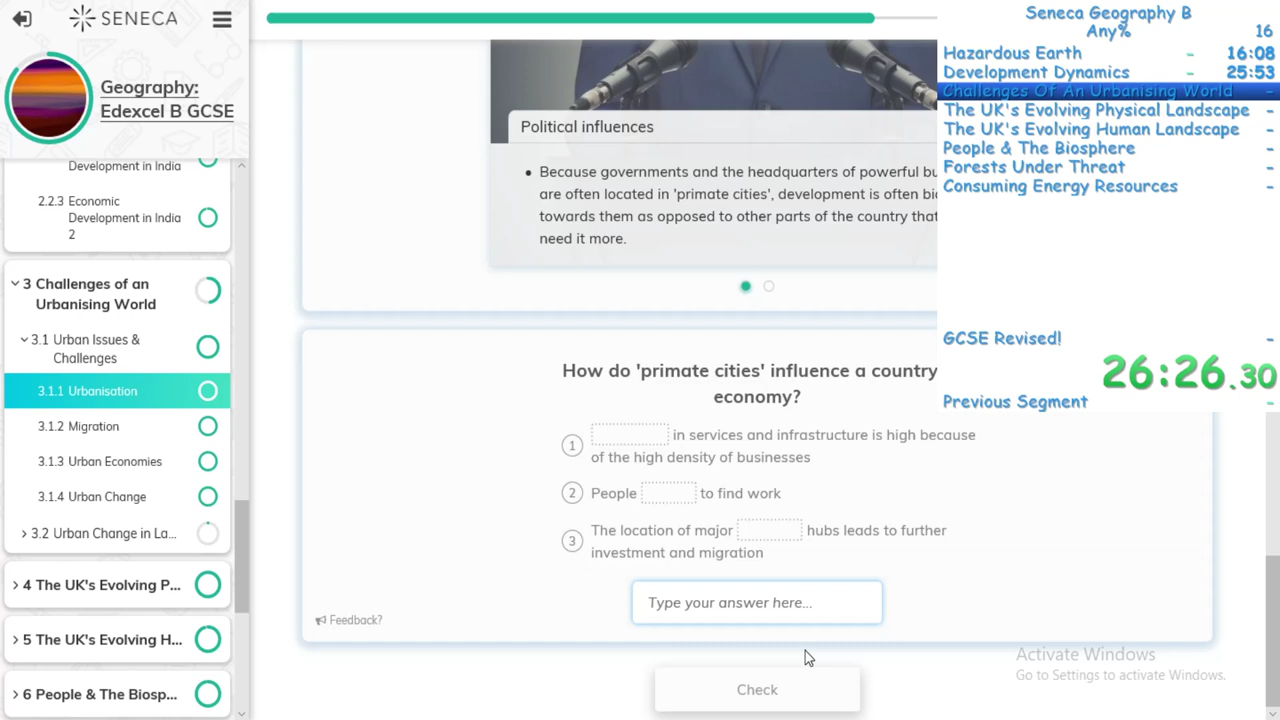 SENECA
Geography:
Edexcel B GCSE
Development in India
2.2.3 Economic
Development in India
2
3 Challenges of an
Urbanising World
3.1 Urban Issues &
Challenges
3.1.1 Urbanisation
3.1.2 Migration
3.1.3 Urban Economies
3.1.4 Urban Change
3.2 Urban Change in La...
4 The UK's Evolving P...
5 The UK's Evolving H...
6 People & The Biosp...
Political influences
Because governments and the headquarters of powerful bu
are often located in 'primate cities', development is often bi
towards them as opposed to other parts of the country that
need it more.
How do 'primate cities' influence a country
economy?
1 in services and infrastructure is high because
of the high density of businesses
2 People to find work
3 The location of major hubs leads to further
investment and migration
Type your answer here...
Feedback?
Check
Seneca Geography B
Any% 16
Hazardous Earth - 16:08
Development Dynamics - 25:53
Challenges Of An Urbanising World -
The UK's Evolving Physical Landscape -
The UK's Evolving Human Landscape -
People & The Biosphere -
Forests Under Threat -
Consuming Energy Resources -
GCSE Revised! -
26:26.30
Previous Segment -
Activate Windows
Go to Settings to activate Windows.